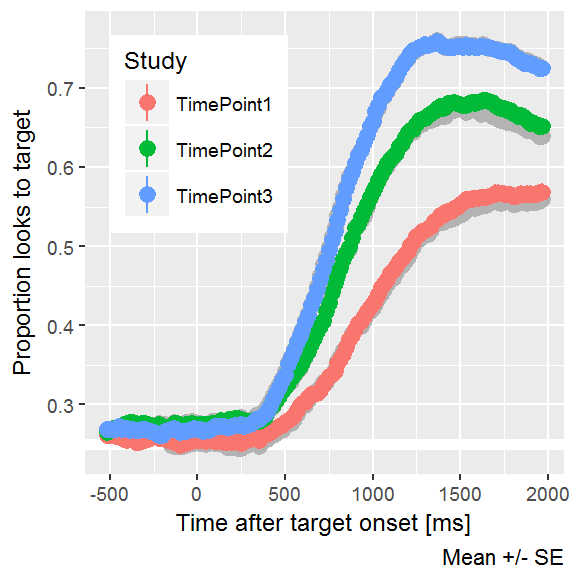 Study
TimePoint1
TimePoint2
TimePoint3
Proportion looks to target
0.7
0.6
0.5
0.4
0.3
-500 0 500 1000 1500 2000
Time after target onset [ms]
Mean +/- SE